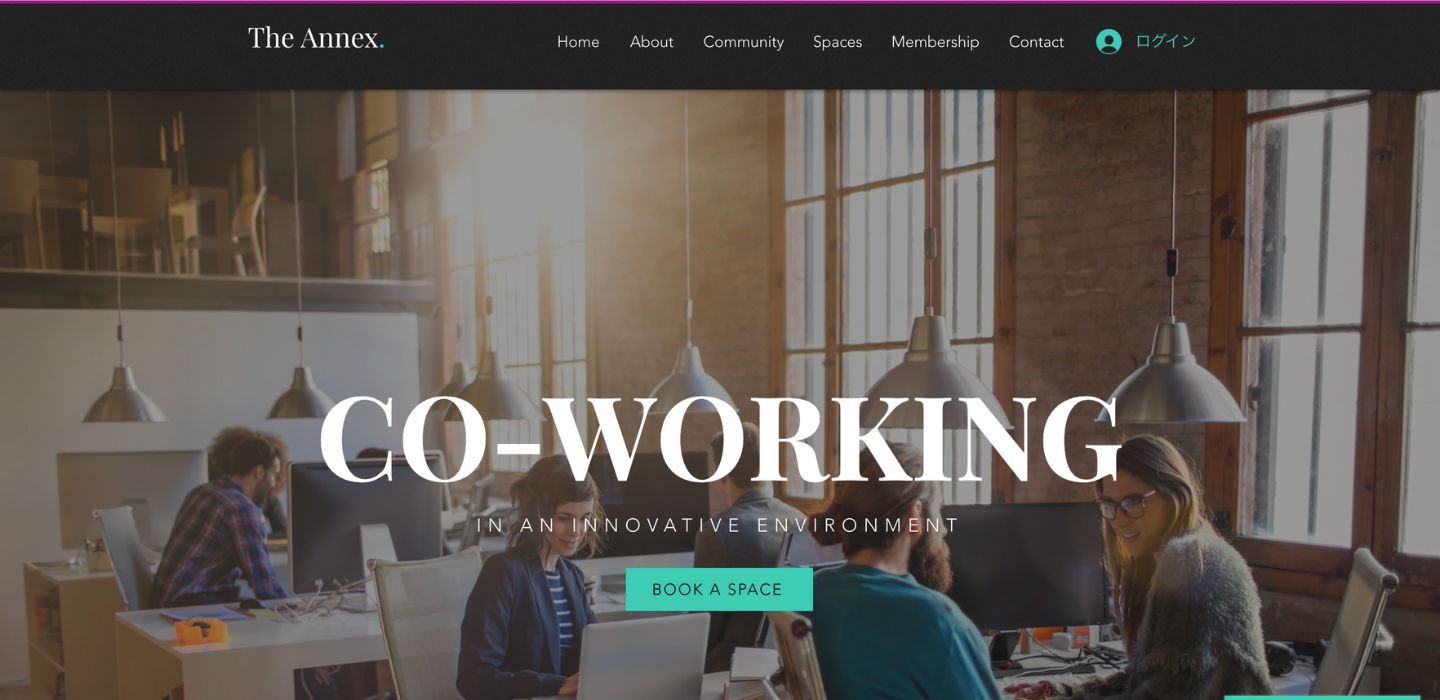 The Annex.
Home About Community Spaces Membership Contact ログイン
CO-WORKING
IN AN INNOVATIVE ENVIRONMENT
BOOK A SPACE